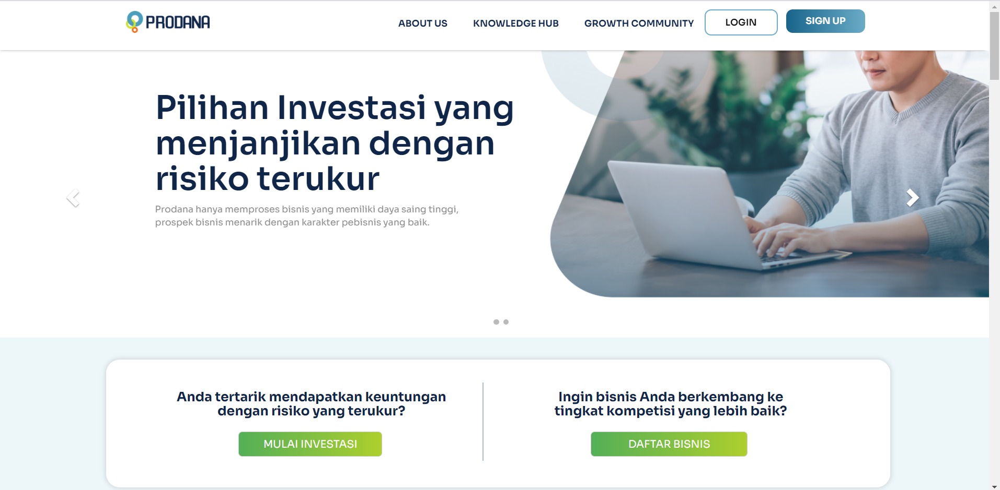 PRODANA
ABOUT US
KNOWLEDGE HUB
GROWTH COMMUNITY
LOGIN
SIGN UP
Pilihan Investasi yang
menjanjikan dengan
risiko terukur
Prodana hanya memproses bisnis yang memiliki daya saing tinggi,
prospek bisnis menarik dengan karakter pebisnis yang baik.
Anda tertarik mendapatkan keuntungan
dengan risiko yang terukur?
MULAI INVESTASI
Ingin bisnis Anda berkembang ke
tingkat kompetisi yang lebih baik?
DAFTAR BISNIS